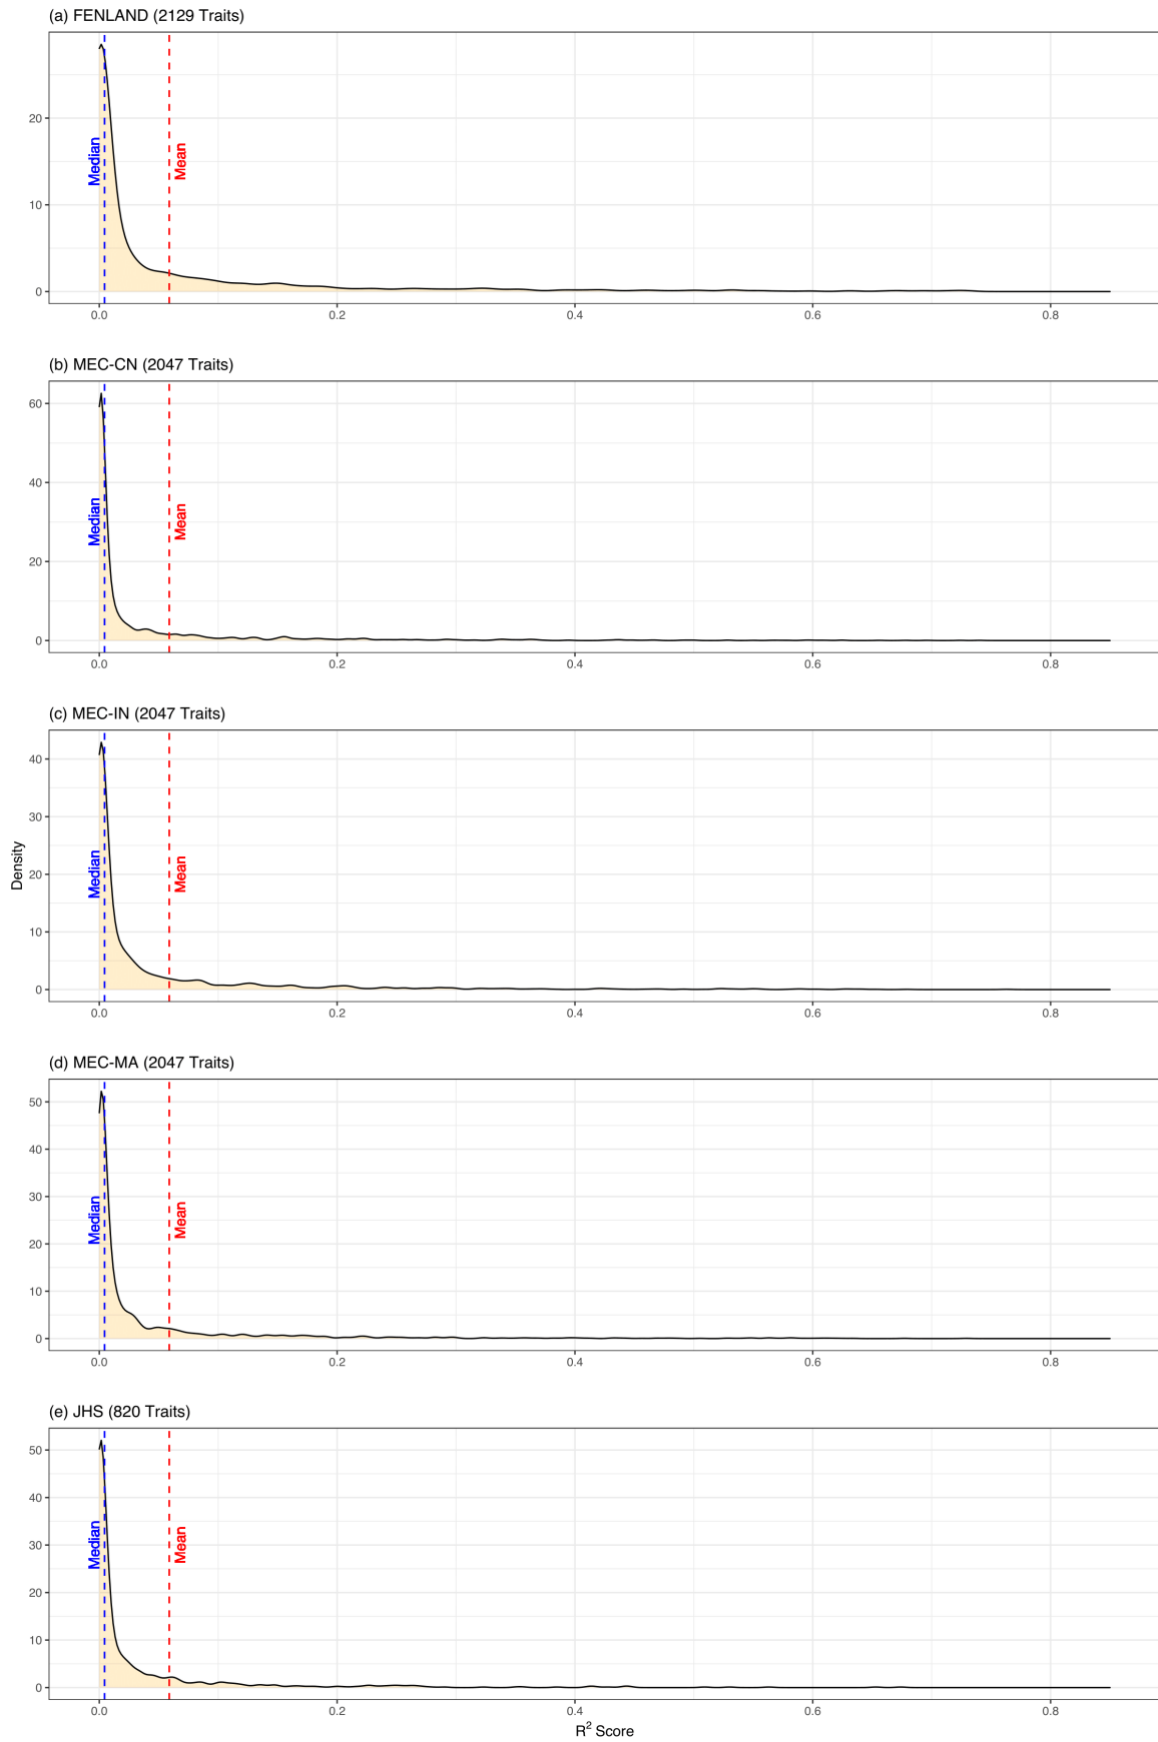 (a) FENLAND (2129 Traits)
20
10
0
Median
Mean
0.0 0.2 0.4 0.6 0.8
(b) MEC-CN (2047 Traits)
60
40
20
0
Median
Mean
0.0 0.2 0.4 0.6 0.8
(c) MEC-IN (2047 Traits)
40
30
20
10
0
Median
Mean
0.0 0.2 0.4 0.6 0.8
Density
(d) MEC-MA (2047 Traits)
50
40
30
20
10
0
Median
Mean
0.0 0.2 0.4 0.6 0.8
(e) JHS (820 Traits)
50
40
30
20
10
0
Median
Mean
0.0 0.2 0.4 0.6 0.8
R² Score